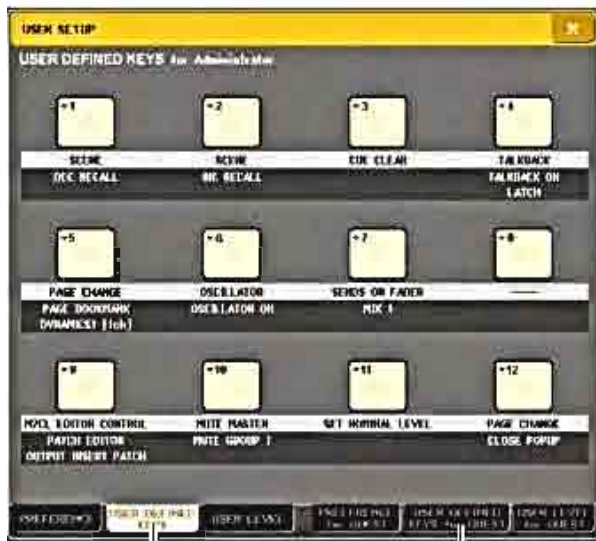 USER SETUP
USER DEFINED KEYS for Administrator
1 2 3 4
SCENE SCENE CUE CLEAR TALKBACK
DEC RECALL INC RECALL TALKBACK ON
LATCH
5 6 7 8
PAGE CHANGE OSCILLATOR SENDS ON FADER ——
PAGE BOOKMARK OSCILLATOR ON MIX 1
DYNAMICS1 [1ch]
9 10 11 12
M7CL EDITOR CONTROL MUTE MASTER SET NOMINAL LEVEL PAGE CHANGE
PATCH EDITOR MUTE GROUP 1 CLOSE POPUP
OUTPUT INSERT PATCH
PREFERENCE USER DEFINED USER LEVEL PREFERENCE USER DEFINED USER LEVEL
KEYS for GUEST KEYS for GUEST for GUEST